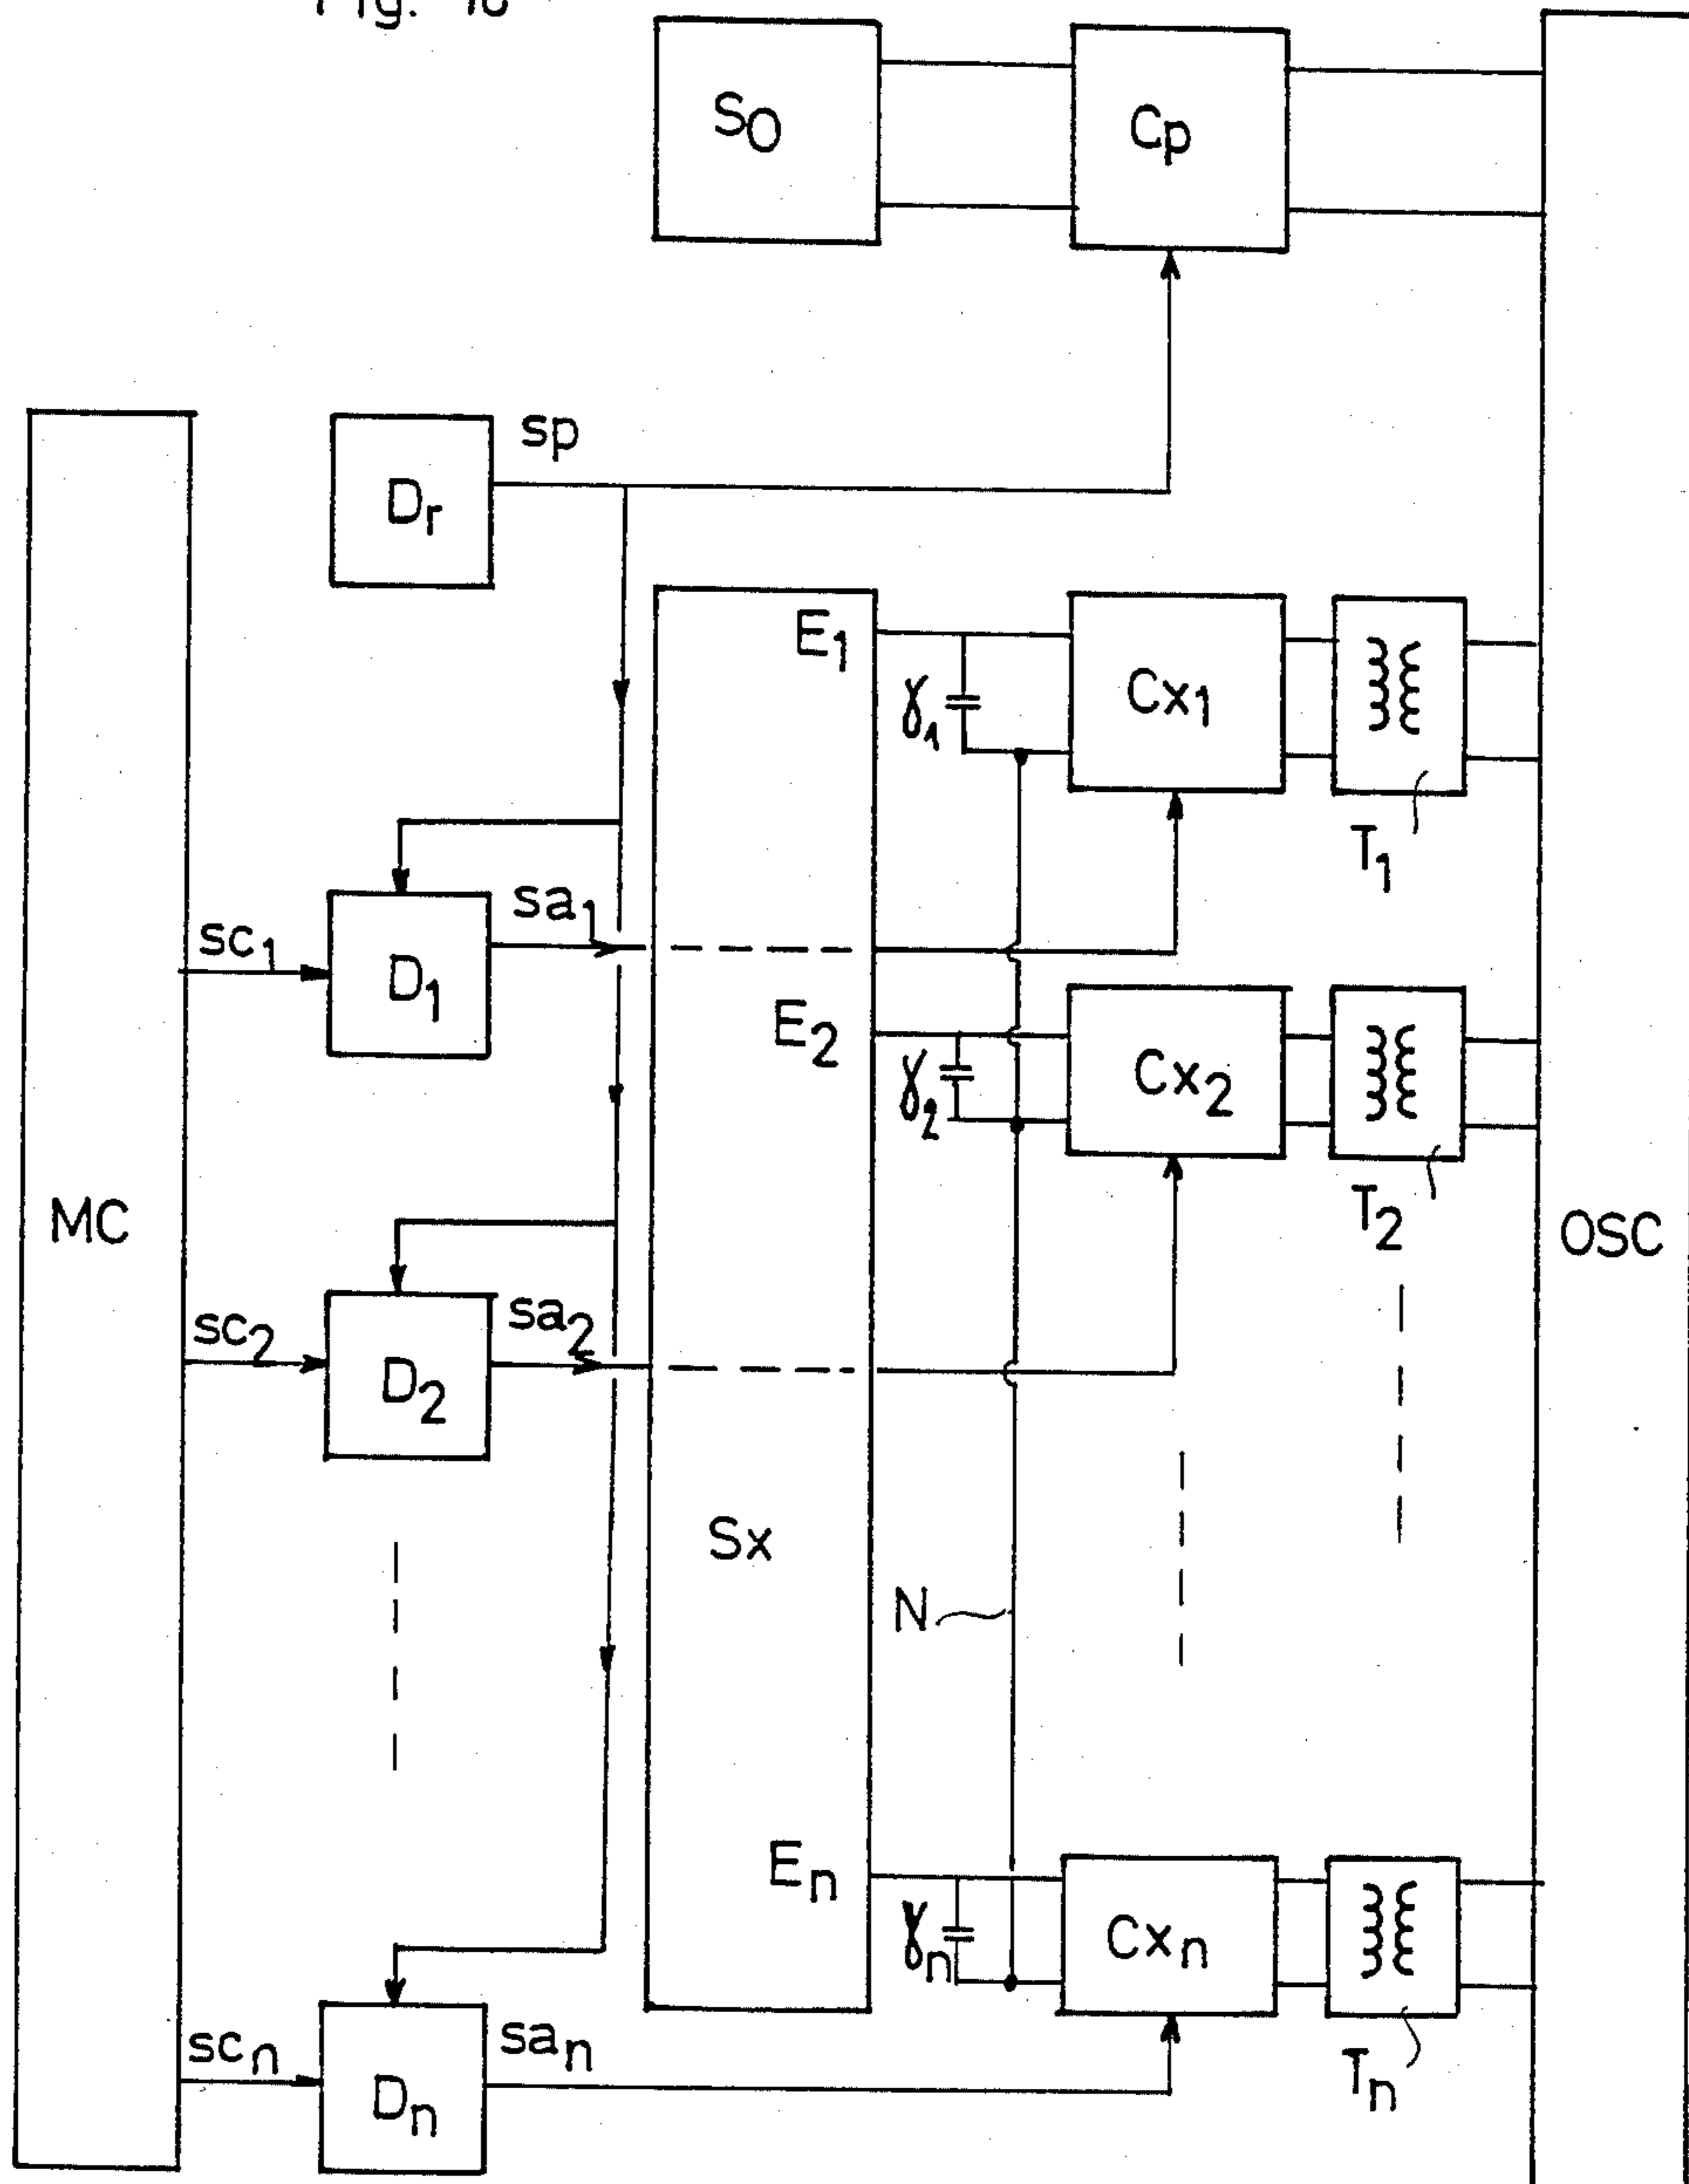 S0
Cp
sp
Dr
E1
γ1
Cx1
T1
sa1
sc1
D1
E2
γ2
Cx2
T2
MC
OSC
sa2
sc2
D2
Sx
N
En
γn
Cxn
Tn
san
scn
Dn